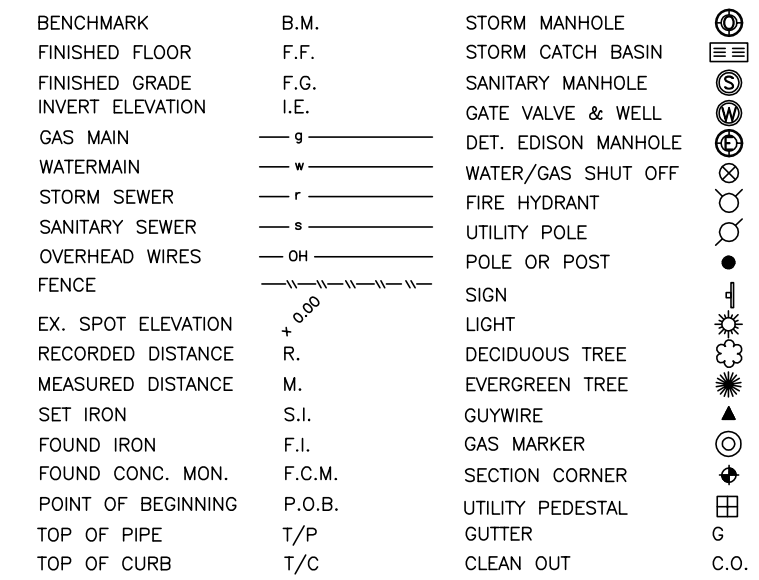 BENCHMARK B.M.
FINISHED FLOOR F.F.
FINISHED GRADE F.G.
INVERT ELEVATION I.E.
GAS MAIN g
WATERMAIN w
STORM SEWER r
SANITARY SEWER s
OVERHEAD WIRES OH
FENCE
EX. SPOT ELEVATION x 0.00
RECORDED DISTANCE R.
MEASURED DISTANCE M.
SET IRON S.I.
FOUND IRON F.I.
FOUND CONC. MON. F.C.M.
POINT OF BEGINNING P.O.B.
TOP OF PIPE T/P
TOP OF CURB T/C
STORM MANHOLE O
STORM CATCH BASIN
SANITARY MANHOLE S
GATE VALVE & WELL W
DET. EDISON MANHOLE E
WATER/GAS SHUT OFF
FIRE HYDRANT
UTILITY POLE
POLE OR POST
SIGN
LIGHT
DECIDUOUS TREE
EVERGREEN TREE
GUYWIRE
GAS MARKER
SECTION CORNER
UTILITY PEDESTAL
GUTTER G
CLEAN OUT C.O.